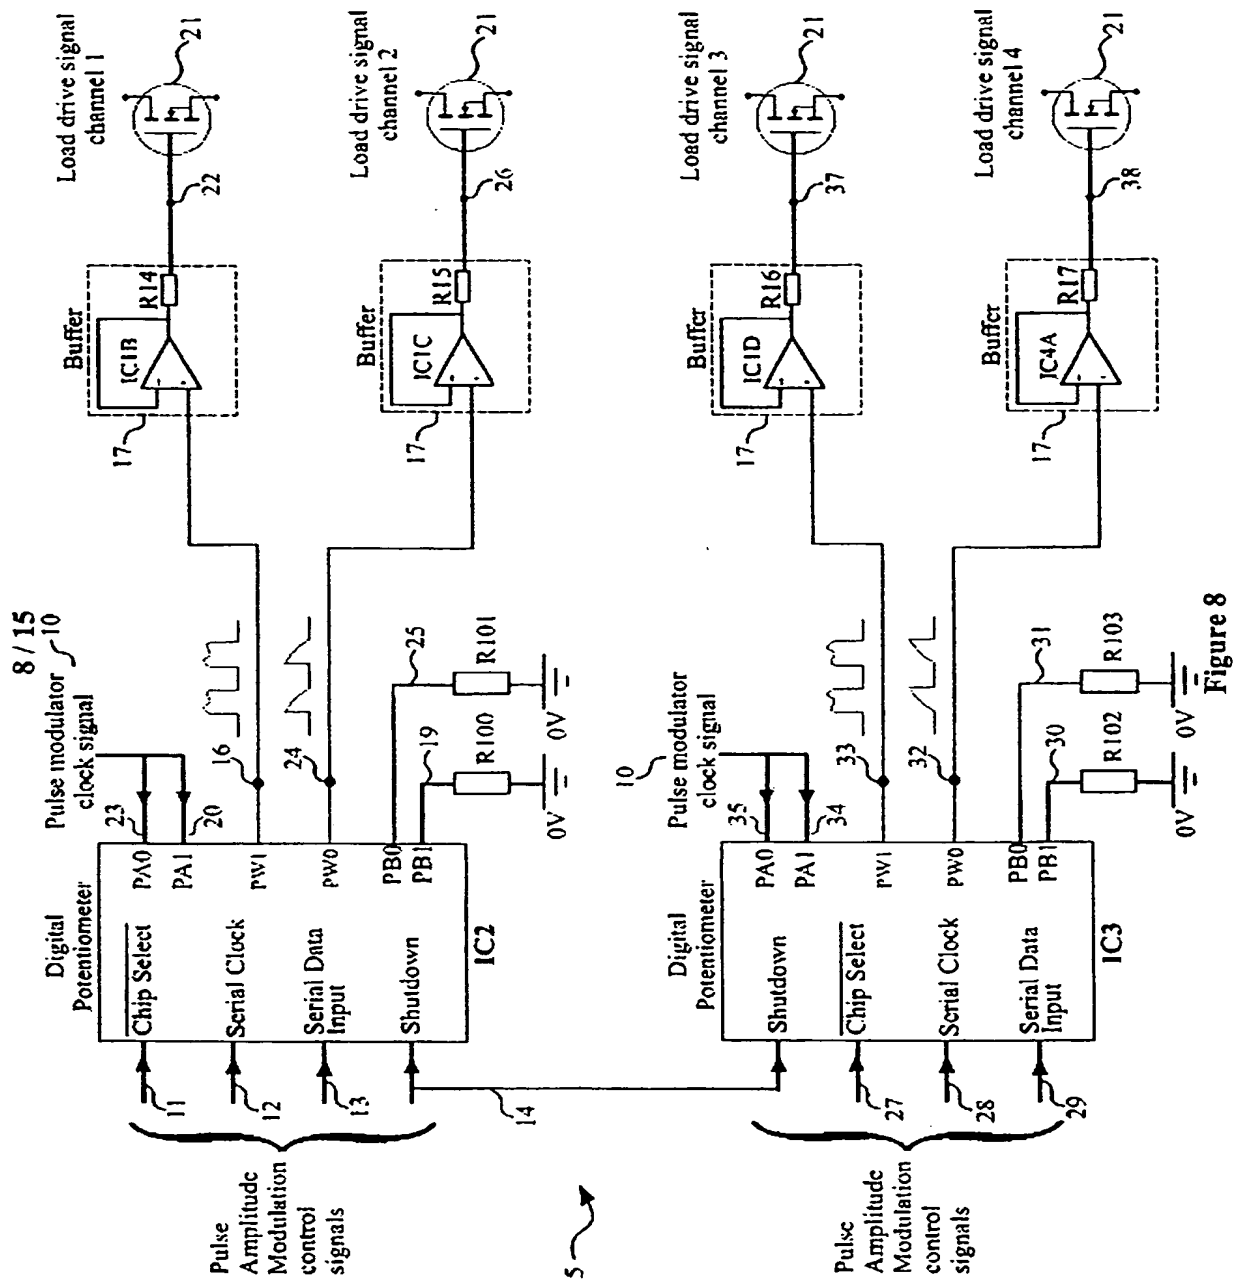 8 / 15
Pulse modulator
clock signal
10
23
20
16
24
25
19
R101
R100
0V
0V
Digital
Potentiometer
PA0
PA1
PW1
PW0
PB0
PB1
Chip Select
Serial Clock
Serial Data
Input
Shutdown
IC2
11
12
13
14
Pulse
Amplitude
Modulation
control
signals
Buffer
IC1B
R14
17
22
Load drive signal
channel 1
21
Buffer
IC1C
R15
17
26
Load drive signal
channel 2
21
5
Pulse modulator
clock signal
10
35
34
33
32
31
30
R103
R102
0V
0V
Digital
Potentiometer
PA0
PA1
PW1
PW0
PB0
PB1
Shutdown
Chip Select
Serial Clock
Serial Data
Input
IC3
27
28
29
Pulse
Amplitude
Modulation
control
signals
Buffer
IC1D
R16
17
37
Load drive signal
channel 3
21
Buffer
IC4A
R17
17
38
Load drive signal
channel 4
21
Figure 8